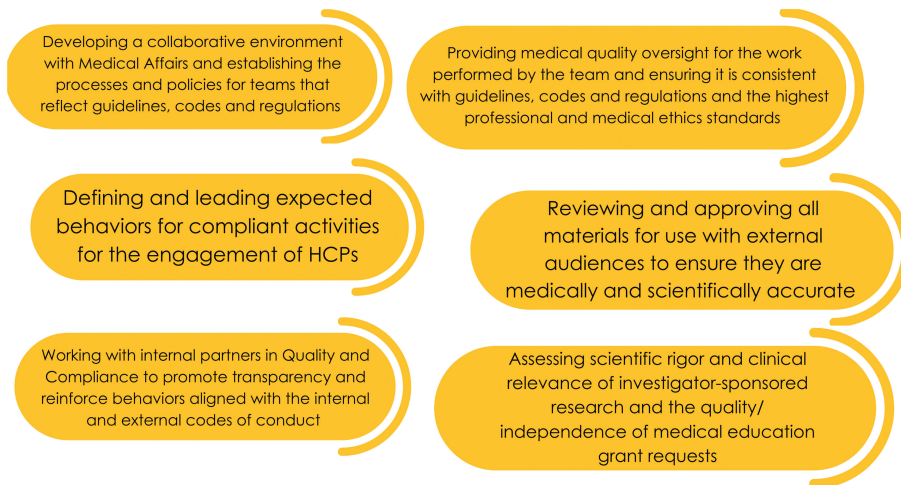 Developing a collaborative environment
with Medical Affairs and establishing the
processes and policies for teams that
reflect guidelines, codes and regulations
Providing medical quality oversight for the work
performed by the team and ensuring it is consistent
with guidelines, codes and regulations and the highest
professional and medical ethics standards
Defining and leading expected
behaviors for compliant activities
for the engagement of HCPs
Reviewing and approving all
materials for use with external
audiences to ensure they are
medically and scientifically accurate
Working with internal partners in Quality and
Compliance to promote transparency and
reinforce behaviors aligned with the internal
and external codes of conduct
Assessing scientific rigor and clinical
relevance of investigator-sponsored
research and the quality/
independence of medical education
grant requests